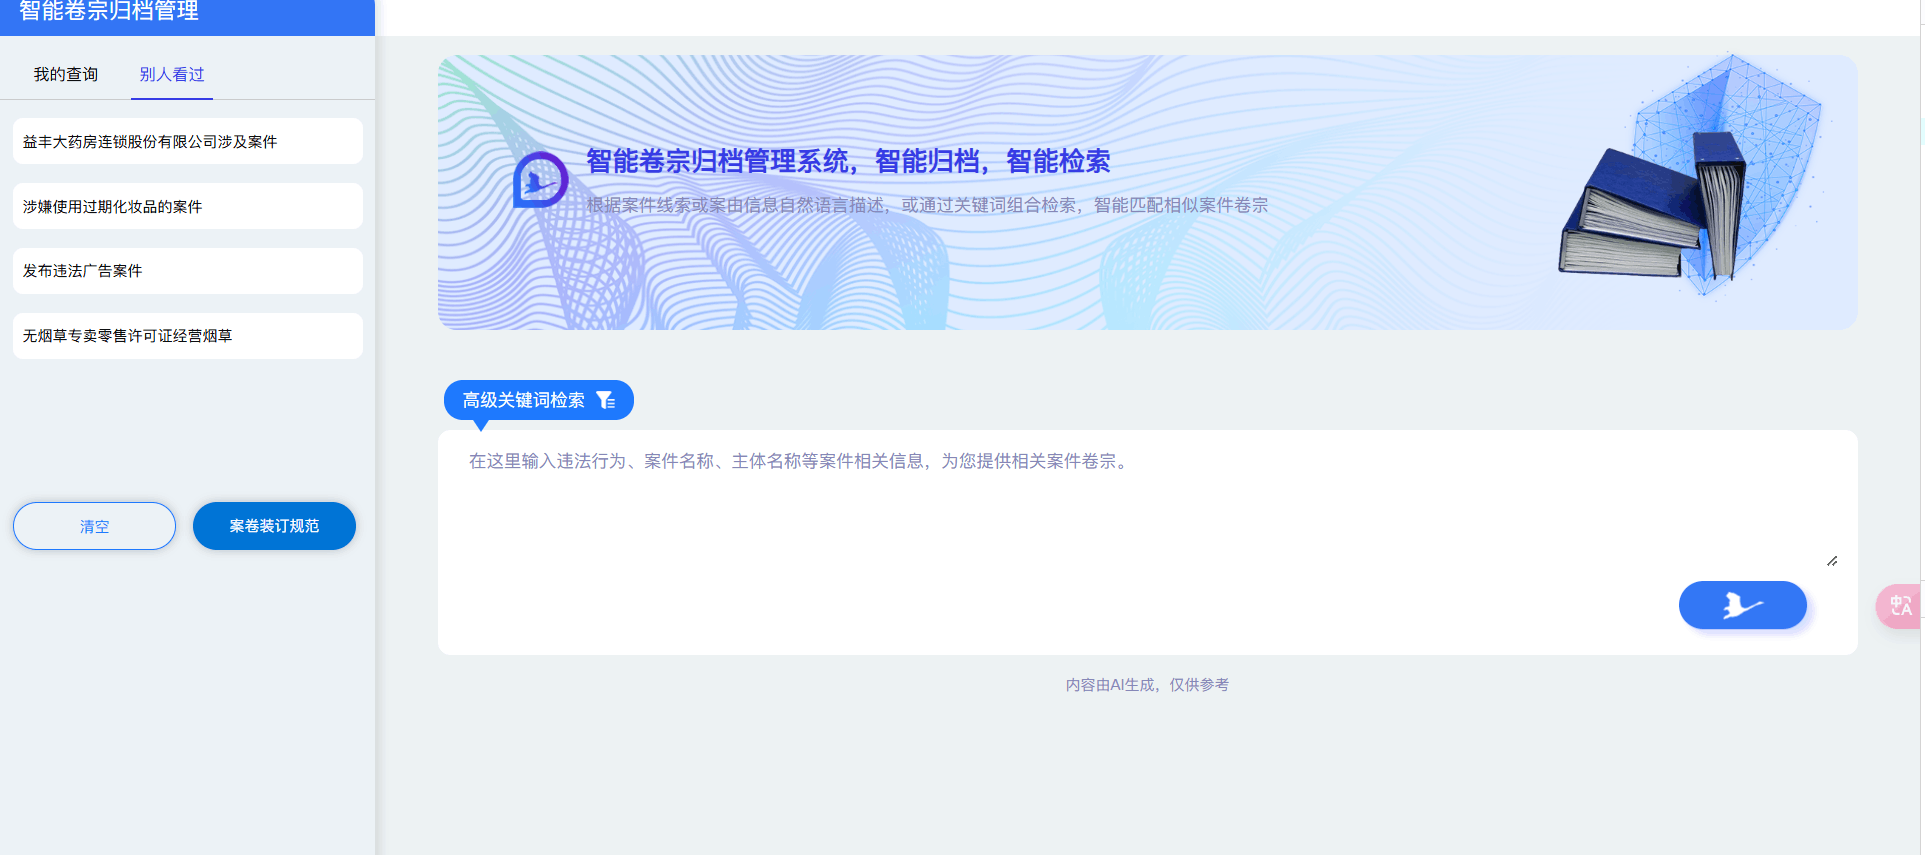 智能卷宗归档管理
我的查询
别人看过
益丰大药房连锁股份有限公司涉及案件
涉嫌使用过期化妆品的案件
发布违法广告案件
无烟草专卖零售许可证经营烟草
清空
案卷装订规范
智能卷宗归档管理系统，智能归档，智能检索
根据案件线索或案由信息自然语言描述，或通过关键词组合检索，智能匹配相似案件卷宗
高级关键词检索
在这里输入违法行为、案件名称、主体名称等案件相关信息，为您提供相关案件卷宗。
内容由AI生成，仅供参考
中A